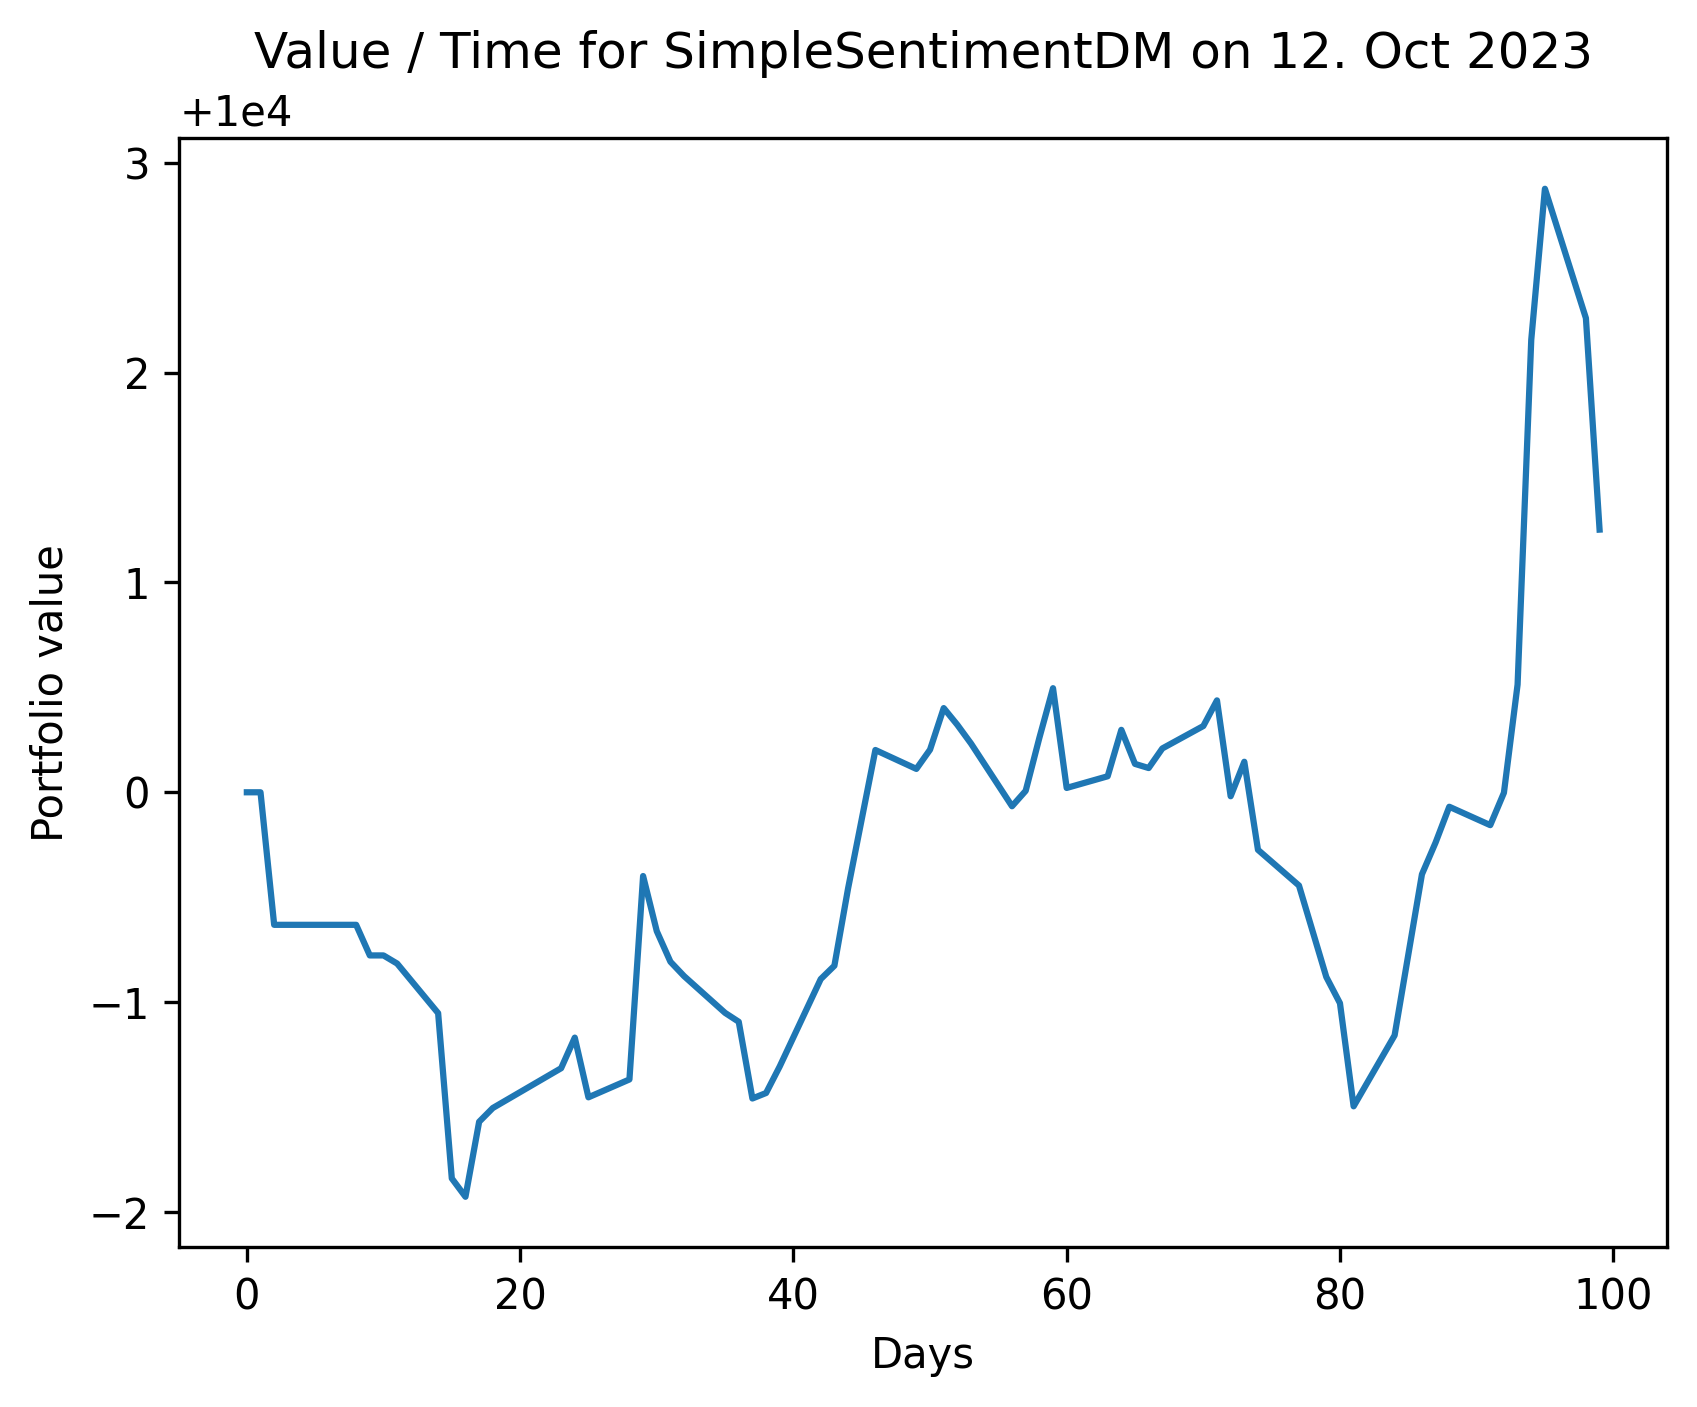 Value / Time for SimpleSentimentDM on 12. Oct 2023
+1e4
3
2
1
0
−1
−2
Portfolio value
0 20 40 60 80 100
Days